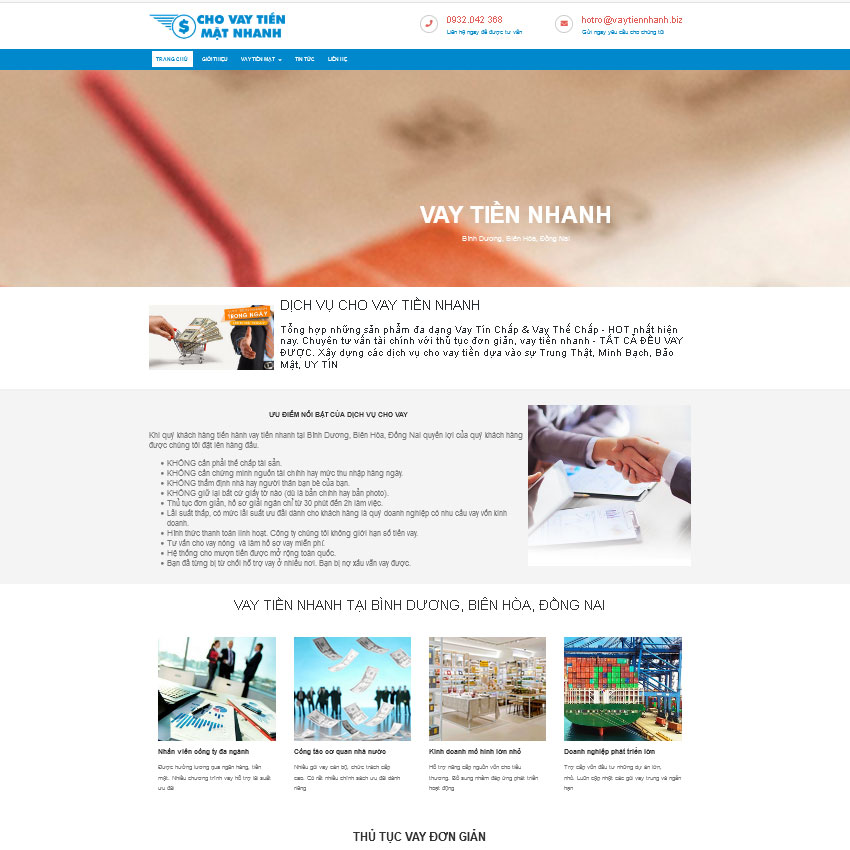 CHO VAY TIỀN
MẶT NHANH
0932.042 368
Liên hệ ngay để được tư vấn
hotro@vaytiennhanh.biz
Gửi ngay yêu cầu cho chúng tôi
TRANG CHỦ
GIỚI THIỆU
VAY TIỀN MẶT
TIN TỨC
LIÊN HỆ
VAY TIỀN NHANH
Bình Dương, Biên Hòa, Đồng Nai
TRONG NGÀY
DỊCH VỤ CHO VAY TIỀN NHANH
Tổng hợp những sản phẩm đa dạng Vay Tín Chấp & Vay Thế Chấp - HOT nhất hiện
nay. Chuyên tư vấn tài chính với thủ tục đơn giản, vay tiền nhanh - TẤT CẢ ĐỀU VAY
ĐƯỢC. Xây dựng các dịch vụ cho vay tiền dựa vào sự Trung Thật, Minh Bạch, Bảo
Mật, UY TÍN
ƯU ĐIỂM NỔI BẬT CỦA DỊCH VỤ CHO VAY
Khi quý khách hàng tiến hành vay tiền nhanh tại Bình Dương, Biên Hòa, Đồng Nai quyền lợi của quý khách hàng
được chúng tôi đặt lên hàng đầu.
KHÔNG cần phải thế chấp tài sản.
KHÔNG cần chứng minh nguồn tài chính hay mức thu nhập hàng ngày.
KHÔNG thẩm định nhà hay người thân bạn bè của bạn.
KHÔNG giữ lại bất cứ giấy tờ nào (dù là bản chính hay bản photo).
Thủ tục đơn giản, hồ sơ giải ngân chỉ từ 30 phút đến 2h làm việc.
Lãi suất thấp, có mức lãi suất ưu đãi dành cho khách hàng là quý doanh nghiệp có nhu cầu vay vốn kinh
doanh.
Hình thức thanh toán linh hoạt. Công ty chúng tôi không giới hạn số tiền vay.
Tư vấn cho vay nóng và làm hồ sơ vay miễn phí.
Hệ thống cho mượn tiền được mở rộng toàn quốc.
Bạn đã từng bị từ chối hỗ trợ vay ở nhiều nơi. Bạn bị nợ xấu vẫn vay được.
VAY TIỀN NHANH TẠI BÌNH DƯƠNG, BIÊN HÒA, ĐỒNG NAI
Nhân viên công ty đa ngành
Được hưởng lương qua ngân hàng, tiền
mặt. Nhiều chương trình vay hỗ trợ lãi suất
ưu đãi
Công tác cơ quan nhà nước
Nhiều gói vay cán bộ, chức trách cấp
cao. Có rất nhiều chính sách ưu đãi dành
riêng
Kinh doanh mô hình lớn nhỏ
Hỗ trợ nâng cấp nguồn vốn cho tiểu
thương. Bổ sung nhằm đáp ứng phát triển
hoạt động
Doanh nghiệp phát triển lớn
Trợ cấp vốn đầu tư những dự án lớn,
nhỏ. Luôn cập nhật các gói vay trung và ngắn
hạn
THỦ TỤC VAY ĐƠN GIẢN